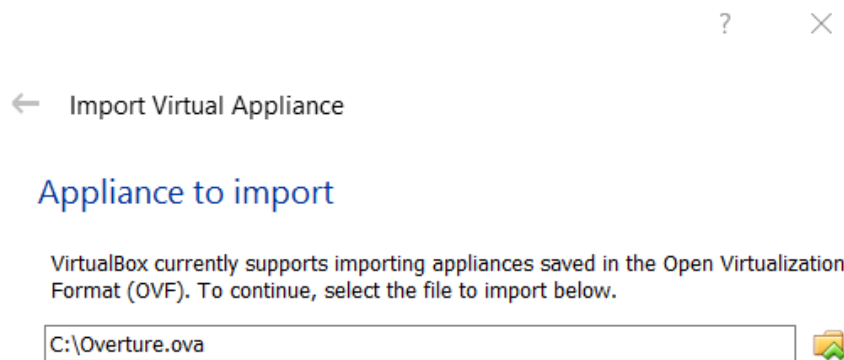 ?
Import Virtual Appliance
Appliance to import
VirtualBox currently supports importing appliances saved in the Open Virtualization
Format (OVF). To continue, select the file to import below.
C:\Overture.ova